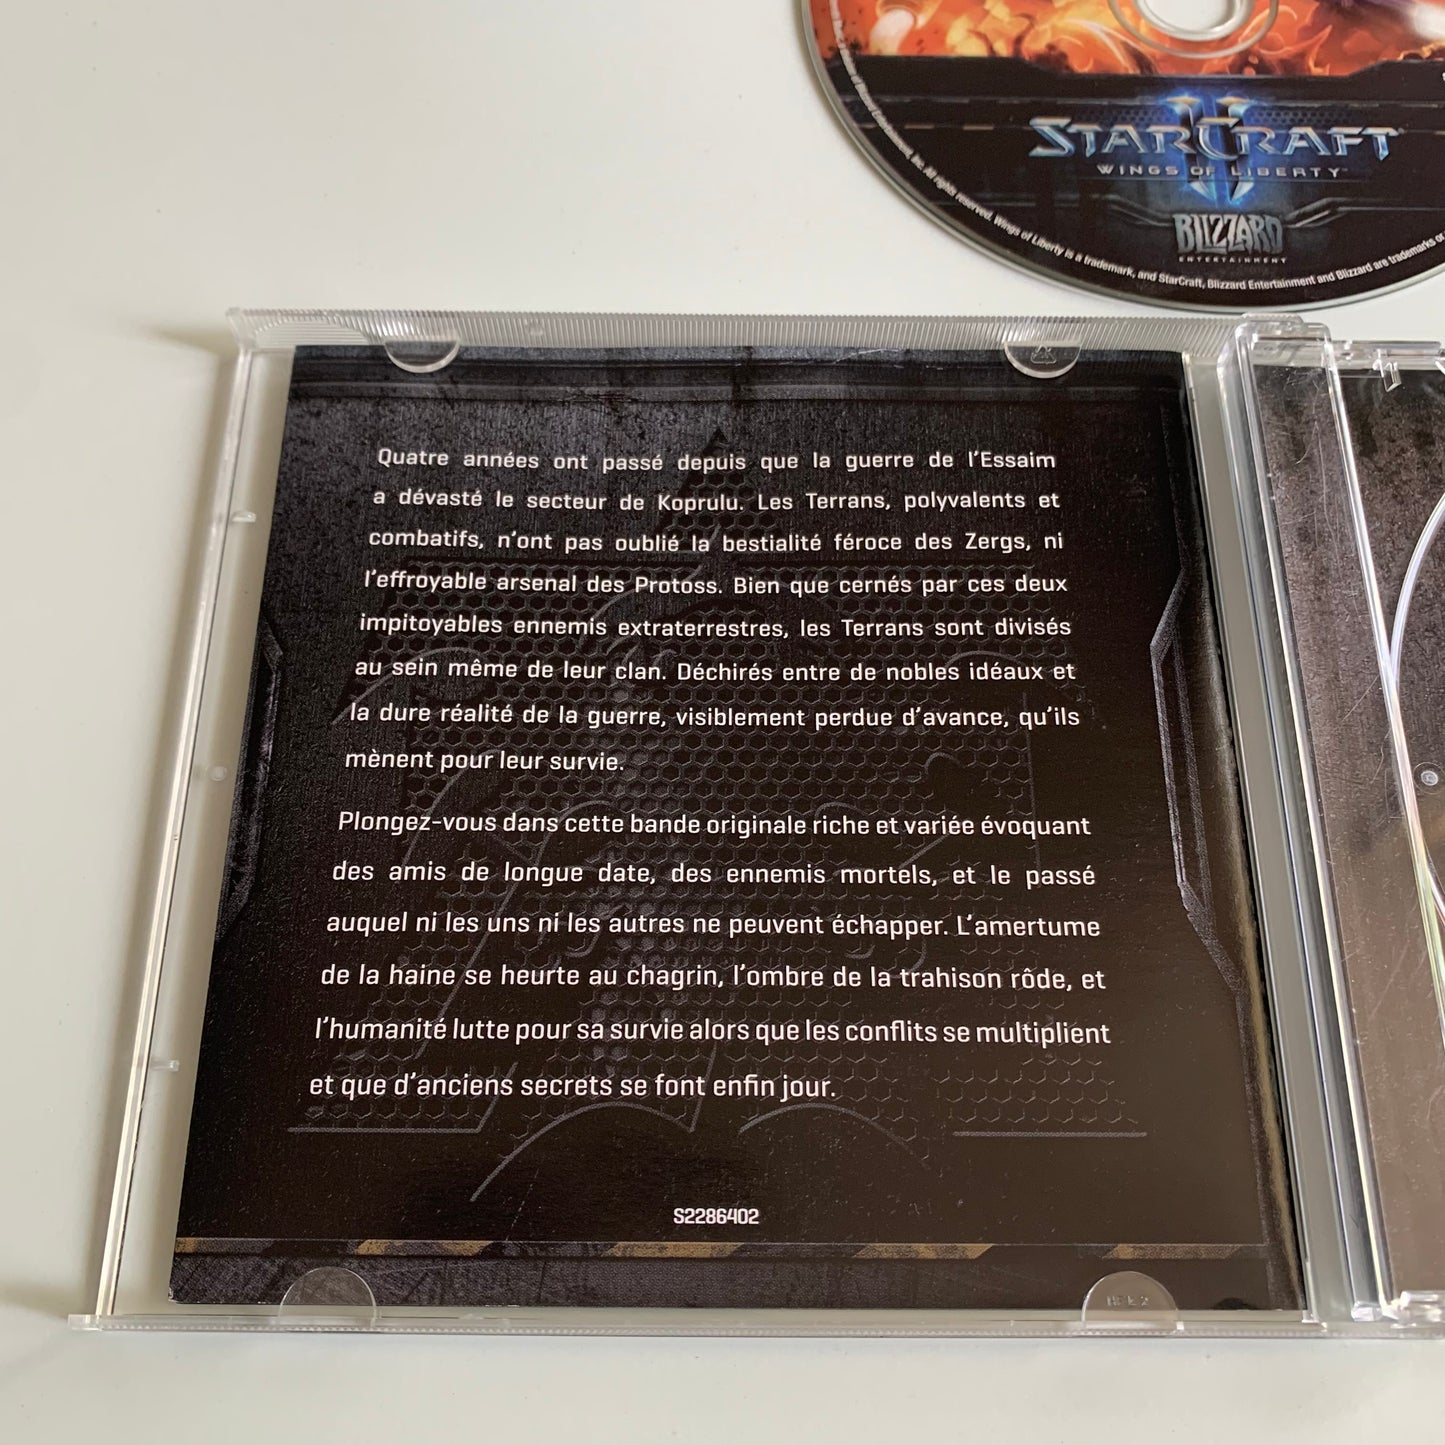 STARCRAFT II
WINGS OF LIBERTY™
BLIZZARD
ENTERTAINMENT
Entertainment, Inc. All rights reserved. Wings of Liberty is a trademark, and StarCraft, Blizzard Entertainment and Blizzard are trademarks or
Quatre années ont passé depuis que la guerre de l'Essaim
a dévasté le secteur de Koprulu. Les Terrans, polyvalents et
combatifs, n'ont pas oublié la bestialité féroce des Zergs, ni
l'effroyable arsenal des Protoss. Bien que cernés par ces deux
impitoyables ennemis extraterrestres, les Terrans sont divisés
au sein même de leur clan. Déchirés entre de nobles idéaux et
la dure réalité de la guerre, visiblement perdue d'avance, qu'ils
mènent pour leur survie.
Plongez-vous dans cette bande originale riche et variée évoquant
des amis de longue date, des ennemis mortels, et le passé
auquel ni les uns ni les autres ne peuvent échapper. L'amertume
de la haine se heurte au chagrin, l'ombre de la trahison rôde, et
l'humanité lutte pour sa survie alors que les conflits se multiplient
et que d'anciens secrets se font enfin jour.
S2286402